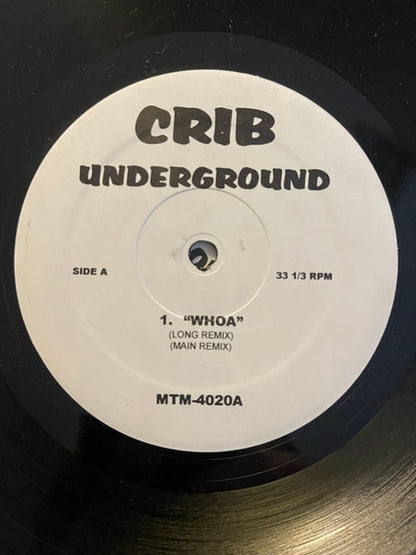 CRIB
UNDERGROUND
SIDE A
33 1/3 RPM
1. “WHOA”
(LONG REMIX)
(MAIN REMIX)
MTM-4020A